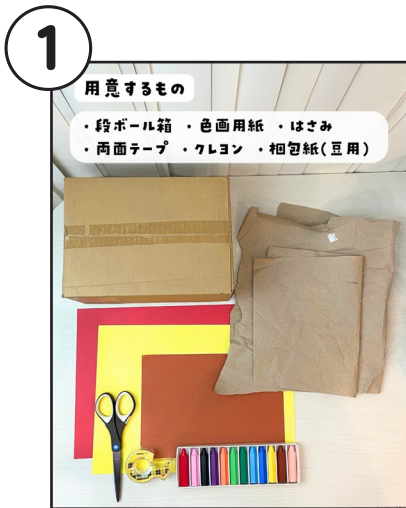 1
用意するもの
・段ボール箱 ・色画用紙 ・はさみ
・両面テープ ・クレヨン ・梱包紙(豆用)